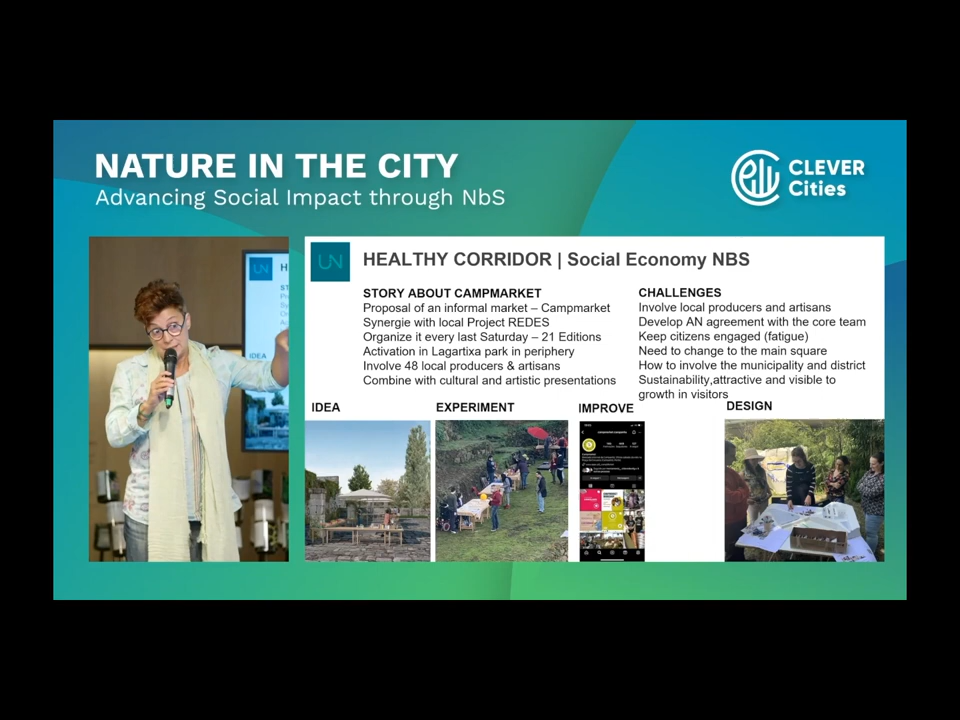 NATURE IN THE CITY
Advancing Social Impact through NbS
CLEVER
Cities
UN
HEALTHY CORRIDOR | Social Economy NBS
STORY ABOUT CAMPMARKET
Proposal of an informal market – Campmarket
Synergie with local Project REDES
Organize it every last Saturday – 21 Editions
Activation in Lagartixa park in periphery
Involve 48 local producers & artisans
Combine with cultural and artistic presentations
CHALLENGES
Involve local producers and artisans
Develop AN agreement with the core team
Keep citizens engaged (fatigue)
Need to change to the main square
How to involve the municipality and district
Sustainability,attractive and visible to
growth in visitors
IDEA
EXPERIMENT
IMPROVE
DESIGN
UN
H
IDEA